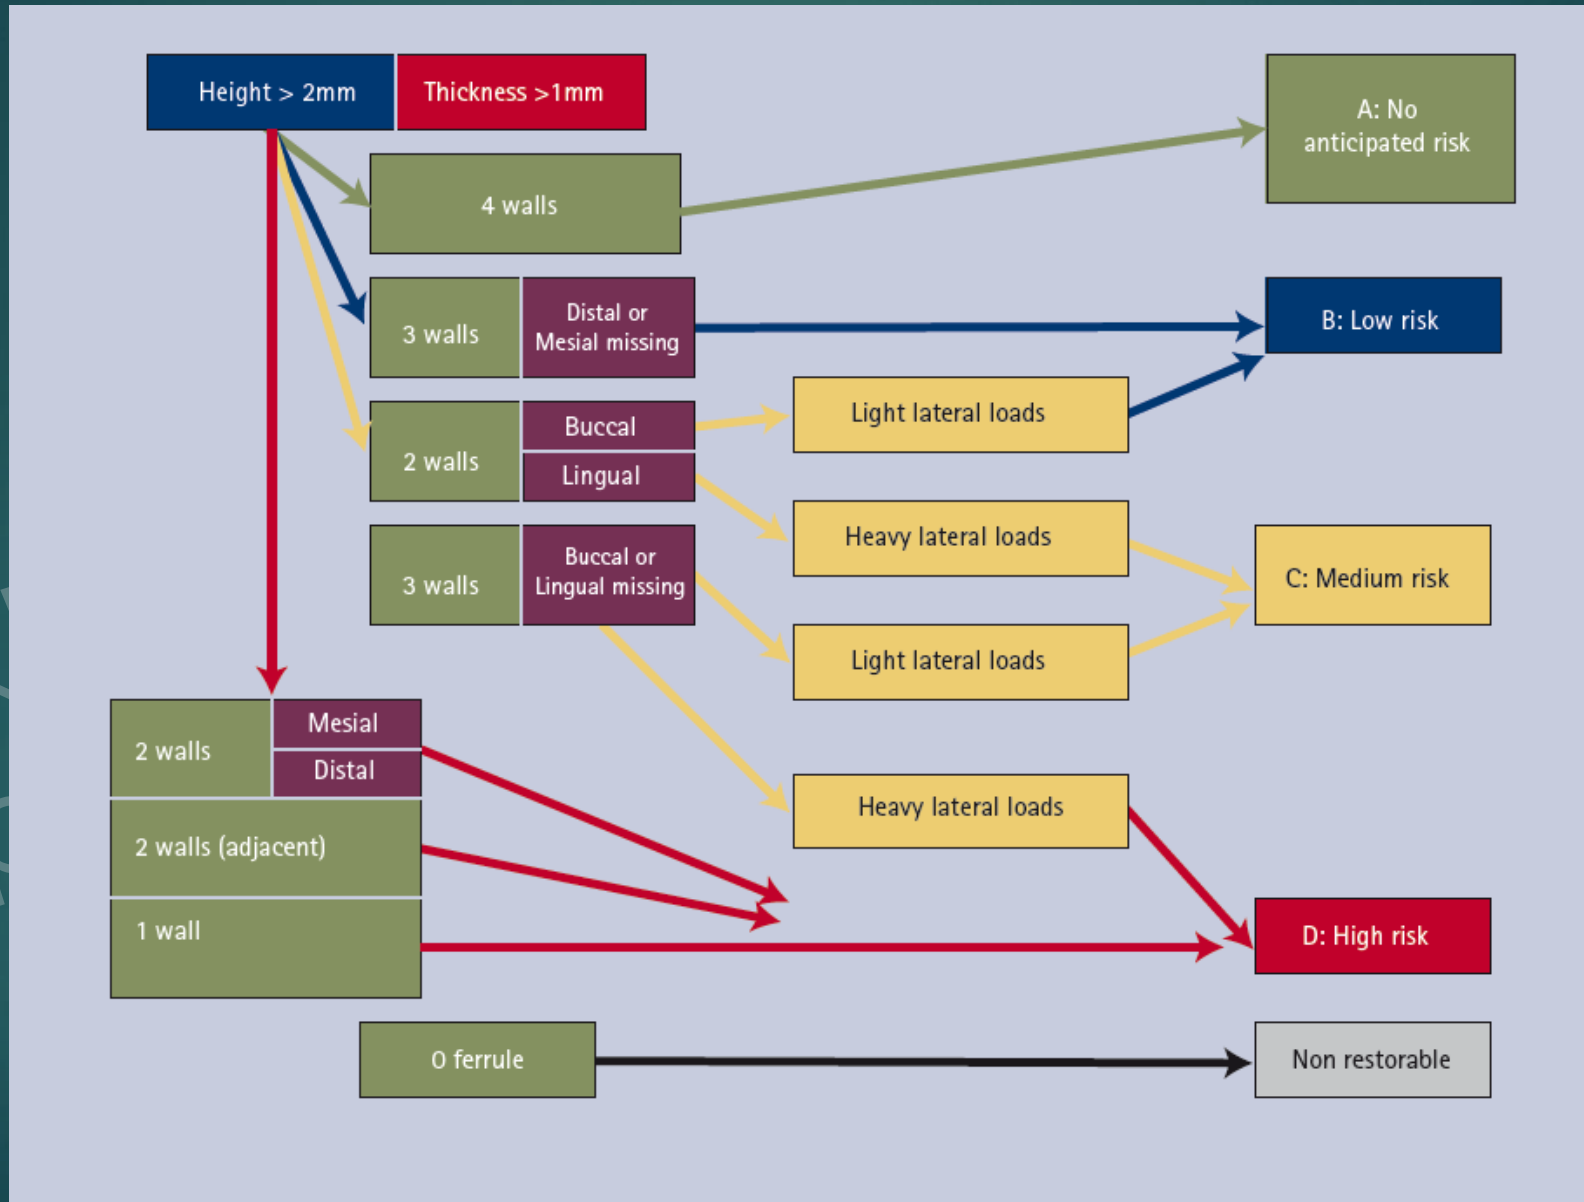 Height > 2mm
Thickness >1mm
A: No
anticipated risk
4 walls
3 walls
Distal or
Mesial missing
B: Low risk
2 walls
Buccal
Lingual
Light lateral loads
Heavy lateral loads
3 walls
Buccal or
Lingual missing
C: Medium risk
Light lateral loads
2 walls
Mesial
Distal
Heavy lateral loads
2 walls (adjacent)
1 wall
D: High risk
0 ferrule
Non restorable